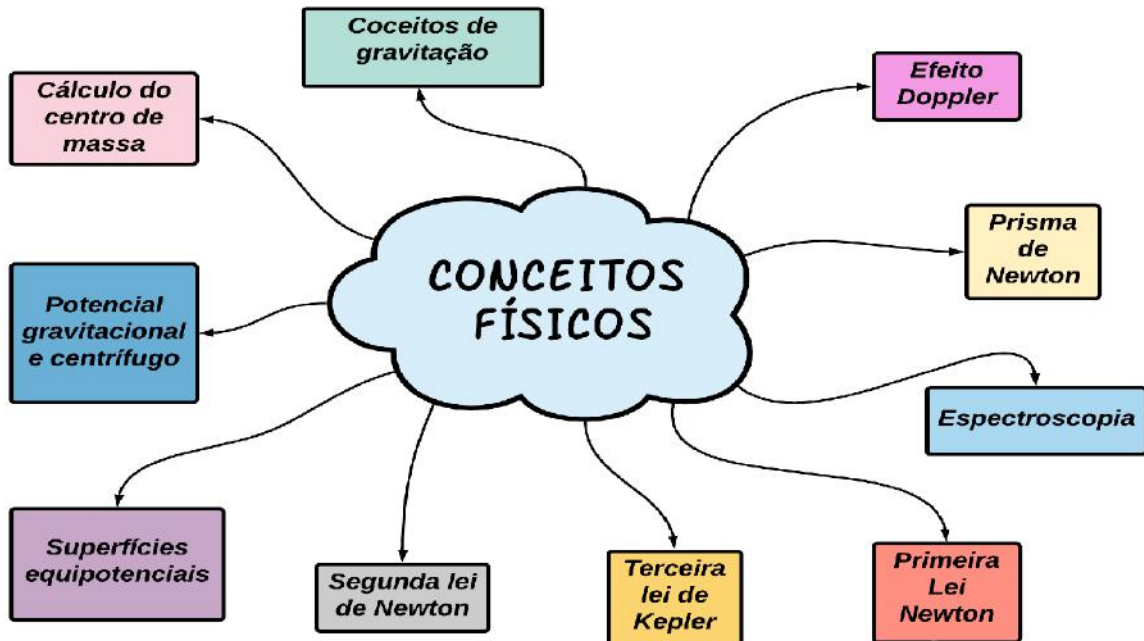 Coceitos de
gravitação
Efeito
Doppler
Cálculo do
centro de
massa
Prisma
de
Newton
CONCEITOS
FÍSICOS
Potencial
gravitacional
e centrífugo
Espectroscopia
Superfícies
equipotenciais
Segunda lei
de Newton
Terceira
lei de
Kepler
Primeira
Lei
Newton